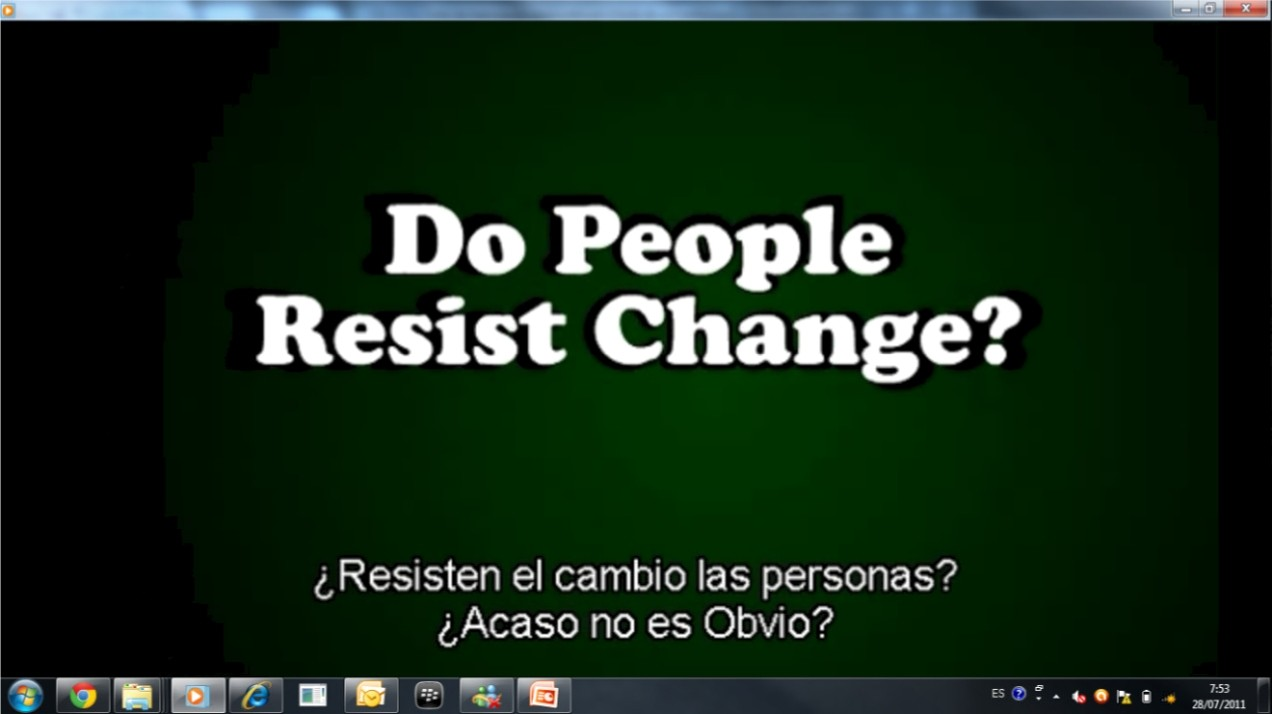 Do People
Resist Change?
¿Resisten el cambio las personas?
¿Acaso no es Obvio?
ES
7:53
28/07/2011